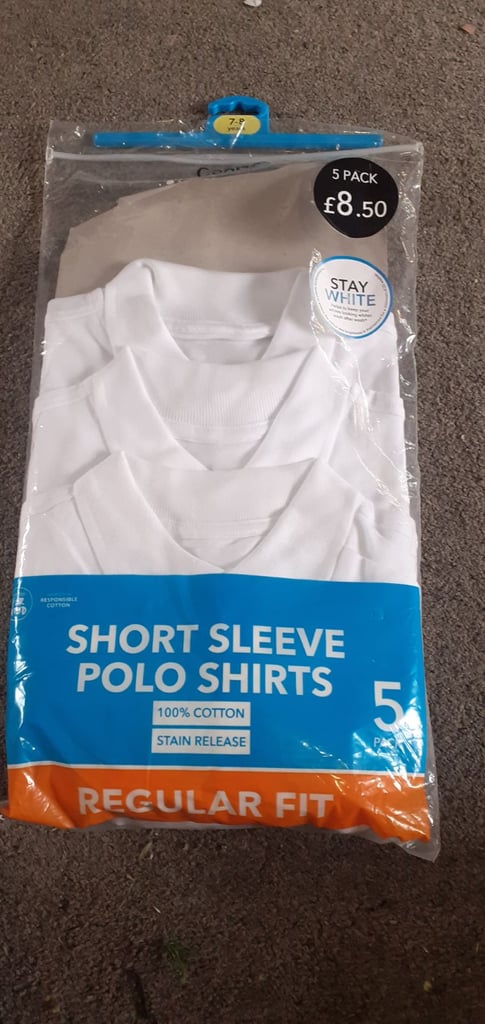 7-8
years
5 PACK
£8.50
STAY
WHITE
RESPONSIBLE
COTTON
SHORT SLEEVE
POLO SHIRTS
100% COTTON
STAIN RELEASE
5
REGULAR FIT